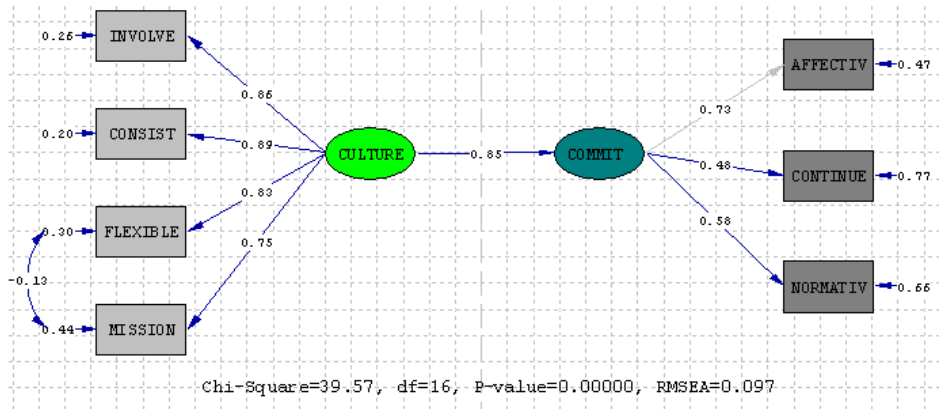 0.26 INVOLVE
0.86
0.20 CONSIST
0.89
0.83
0.30 FLEXIBLE
0.75
-0.13
0.44 MISSION
CULTURE 0.85 COMMIT
AFFECTIV 0.47
0.73
0.48
CONTINUE 0.77
0.58
NORMATIV 0.66
Chi-Square=39.57, df=16, P-value=0.00000, RMSEA=0.097